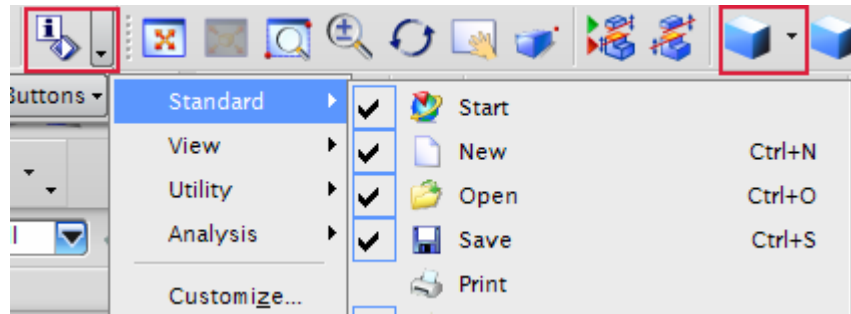 Buttons
Standard
Start
View
New Ctrl+N
Utility
Open Ctrl+O
Analysis
Save Ctrl+S
Print
Customize...